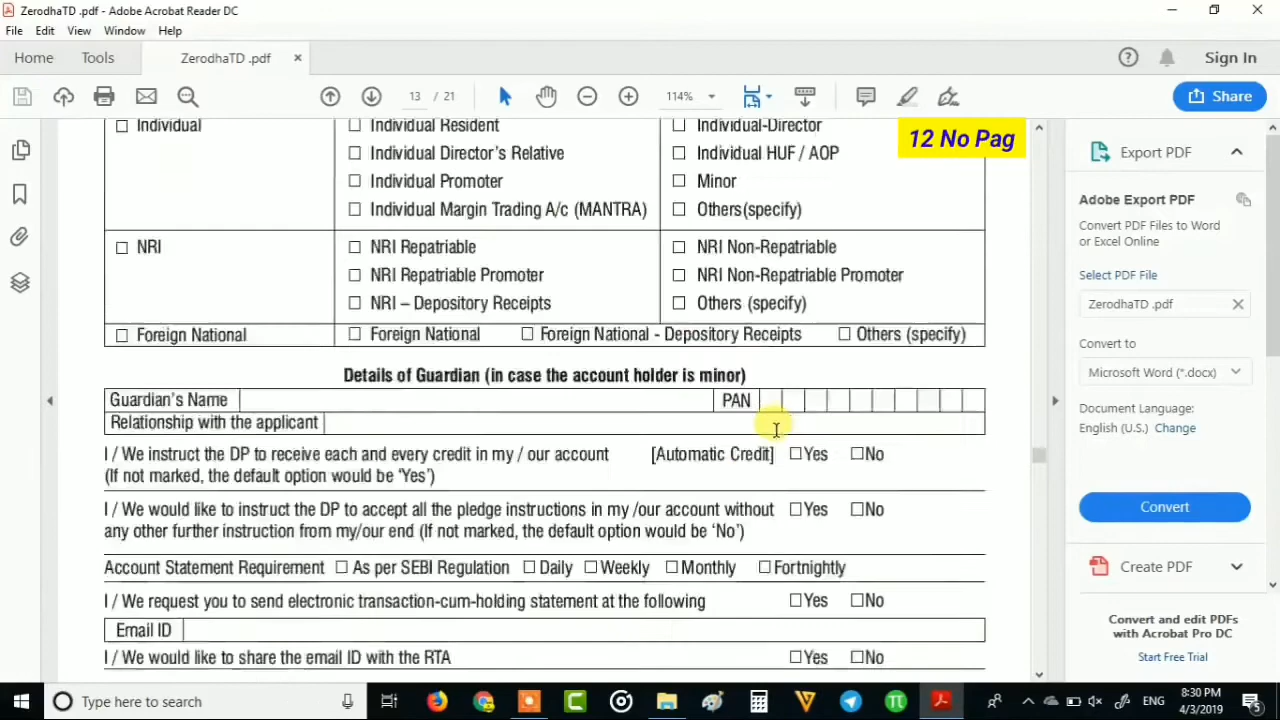 ZerodhaTD .pdf - Adobe Acrobat Reader DC
File Edit View Window Help
Home Tools ZerodhaTD .pdf × Sign In
13 / 21 114% Share
12 No Pag
Individual Individual Resident Individual-Director
Individual Director's Relative Individual HUF / AOP
Individual Promoter Minor
Individual Margin Trading A/c (MANTRA) Others(specify)
NRI NRI Repatriable NRI Non-Repatriable
NRI Repatriable Promoter NRI Non-Repatriable Promoter
NRI – Depository Receipts Others (specify)
Foreign National Foreign National Foreign National - Depository Receipts Others (specify)
Details of Guardian (in case the account holder is minor)
Guardian's Name PAN
Relationship with the applicant
I / We instruct the DP to receive each and every credit in my / our account [Automatic Credit] Yes No
(If not marked, the default option would be 'Yes')
I / We would like to instruct the DP to accept all the pledge instructions in my /our account without Yes No
any other further instruction from my/our end (If not marked, the default option would be 'No')
Account Statement Requirement As per SEBI Regulation Daily Weekly Monthly Fortnightly
I / We request you to send electronic transaction-cum-holding statement at the following Yes No
Email ID
I / We would like to share the email ID with the RTA Yes No
Export PDF
Adobe Export PDF
Convert PDF Files to Word
or Excel Online
Select PDF File
ZerodhaTD .pdf
Convert to
Microsoft Word (*.docx)
Document Language:
English (U.S.) Change
Convert
Create PDF
Convert and edit PDFs
with Acrobat Pro DC
Start Free Trial
Type here to search
ENG
8:30 PM
4/3/2019
5